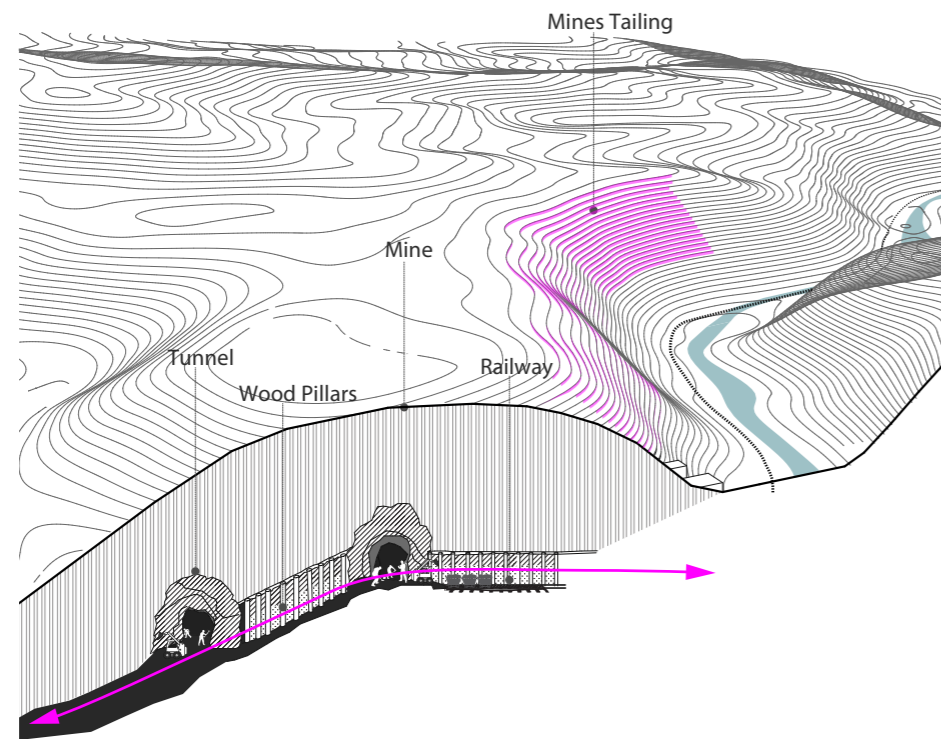 Mines Tailing
Mine
Tunnel
Railway
Wood Pillars